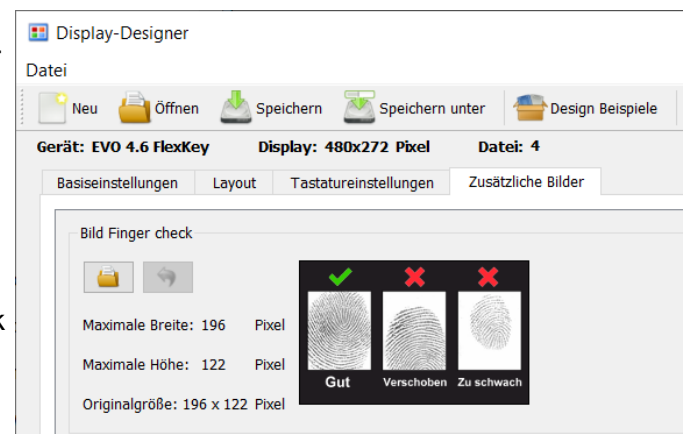 Display-Designer
Datei
Neu Öffnen Speichern Speichern unter Design Beispiele
Gerät: EVO 4.6 FlexKey Display: 480x272 Pixel Datei: 4
Basiseinstellungen Layout Tastatureinstellungen Zusätzliche Bilder
Bild Finger check
Maximale Breite: 196 Pixel
Maximale Höhe: 122 Pixel
Originalgröße: 196 x 122 Pixel
Gut Verschoben Zu schwach
k